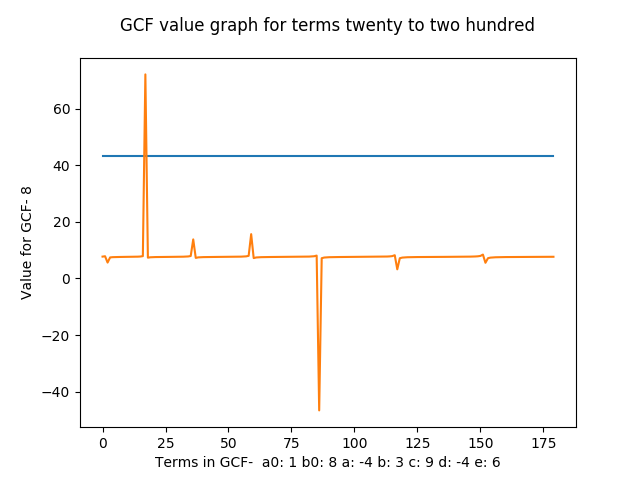 GCF value graph for terms twenty to two hundred
Value for GCF- 8
60
40
20
0
−20
−40
0 25 50 75 100 125 150 175
Terms in GCF-  a0: 1 b0: 8 a: -4 b: 3 c: 9 d: -4 e: 6